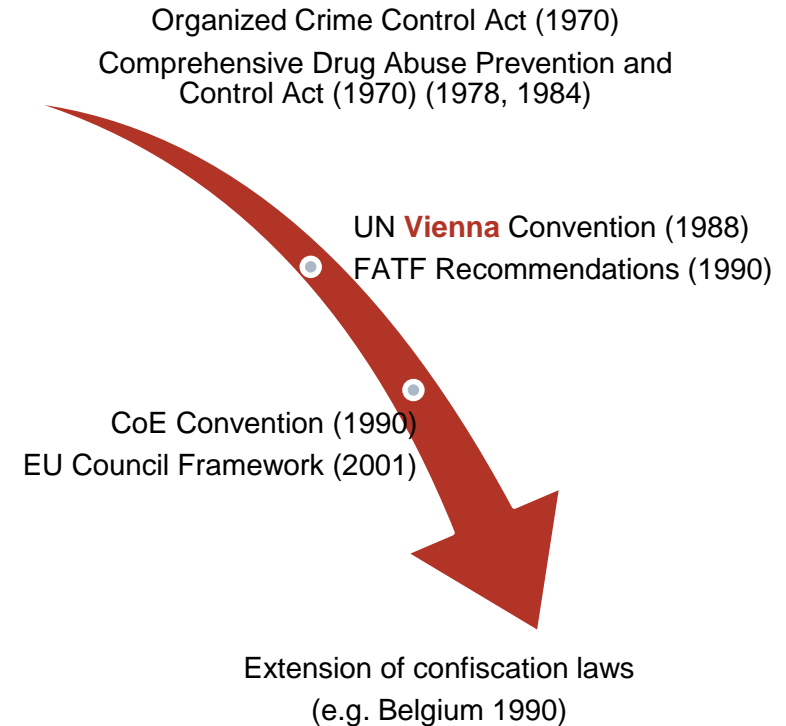 Organized Crime Control Act (1970)
Comprehensive Drug Abuse Prevention and
Control Act (1970) (1978, 1984)
UN Vienna Convention (1988)
FATF Recommendations (1990)
CoE Convention (1990)
EU Council Framework (2001)
Extension of confiscation laws
(e.g. Belgium 1990)